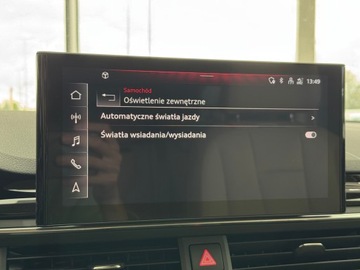 13:49
Samochód
Oświetlenie zewnętrzne
Automatyczne światła jazdy
Światła wsiadania/wysiadania